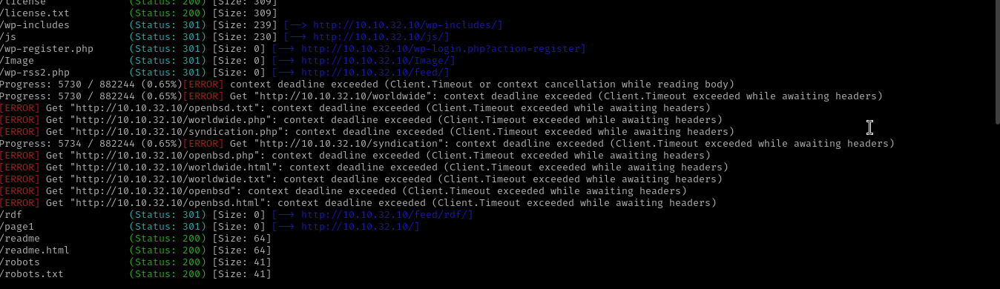 /license (Status: 200) [Size: 309]
/license.txt (Status: 200) [Size: 309]
/wp-includes (Status: 301) [Size: 239] [--> http://10.10.32.10/wp-includes/]
/js (Status: 301) [Size: 230] [--> http://10.10.32.10/js/]
/wp-register.php (Status: 301) [Size: 0] [--> http://10.10.32.10/wp-login.php?action=register]
/Image (Status: 301) [Size: 0] [--> http://10.10.32.10/Image/]
/wp-rss2.php (Status: 301) [Size: 0] [--> http://10.10.32.10/feed/]
Progress: 5730 / 882244 (0.65%)[ERROR] context deadline exceeded (Client.Timeout or context cancellation while reading body)
Progress: 5730 / 882244 (0.65%)[ERROR] Get "http://10.10.32.10/worldwide": context deadline exceeded (Client.Timeout exceeded while awaiting headers)
[ERROR] Get "http://10.10.32.10/openbsd.txt": context deadline exceeded (Client.Timeout exceeded while awaiting headers)
[ERROR] Get "http://10.10.32.10/worldwide.php": context deadline exceeded (Client.Timeout exceeded while awaiting headers)
[ERROR] Get "http://10.10.32.10/syndication.php": context deadline exceeded (Client.Timeout exceeded while awaiting headers)
Progress: 5734 / 882244 (0.65%)[ERROR] Get "http://10.10.32.10/syndication": context deadline exceeded (Client.Timeout exceeded while awaiting headers)
[ERROR] Get "http://10.10.32.10/openbsd.php": context deadline exceeded (Client.Timeout exceeded while awaiting headers)
[ERROR] Get "http://10.10.32.10/worldwide.html": context deadline exceeded (Client.Timeout exceeded while awaiting headers)
[ERROR] Get "http://10.10.32.10/worldwide.txt": context deadline exceeded (Client.Timeout exceeded while awaiting headers)
[ERROR] Get "http://10.10.32.10/openbsd": context deadline exceeded (Client.Timeout exceeded while awaiting headers)
[ERROR] Get "http://10.10.32.10/openbsd.html": context deadline exceeded (Client.Timeout exceeded while awaiting headers)
/rdf (Status: 301) [Size: 0] [--> http://10.10.32.10/feed/rdf/]
/page1 (Status: 301) [Size: 0] [--> http://10.10.32.10/]
/readme (Status: 200) [Size: 64]
/readme.html (Status: 200) [Size: 64]
/robots (Status: 200) [Size: 41]
/robots.txt (Status: 200) [Size: 41]